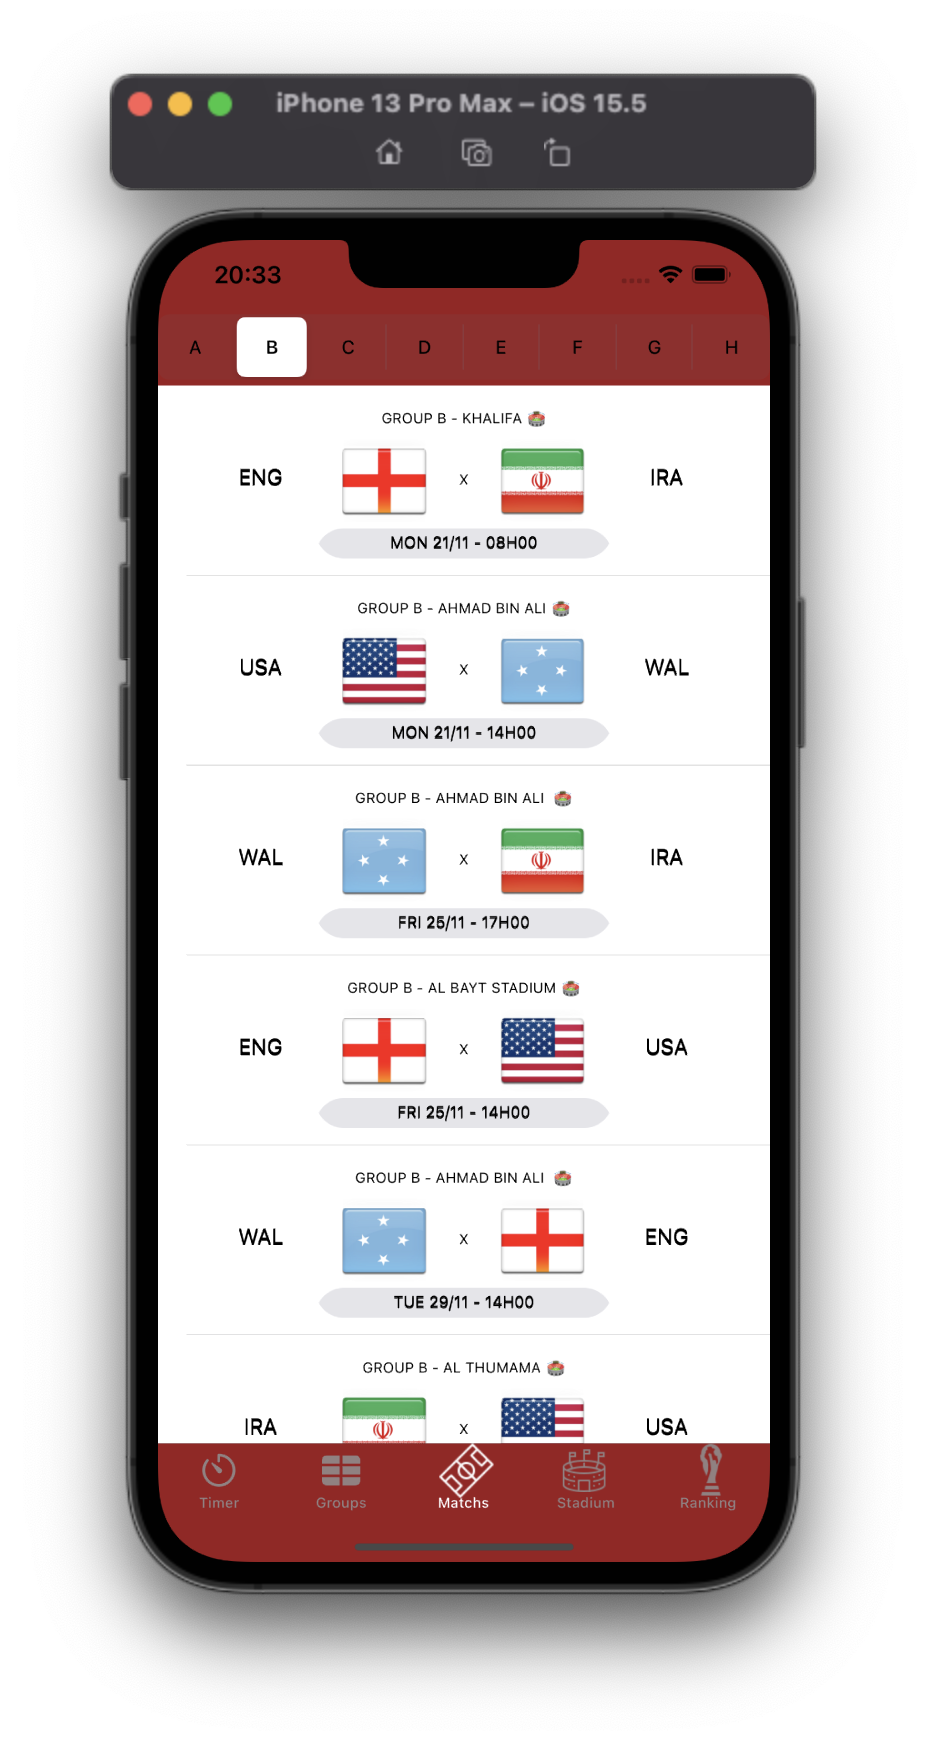 iPhone 13 Pro Max – iOS 15.5
20:33
A B C D E F G H
GROUP B - KHALIFA
ENG X IRA
MON 21/11 - 08H00
GROUP B - AHMAD BIN ALI
USA X WAL
MON 21/11 - 14H00
GROUP B - AHMAD BIN ALI
WAL X IRA
FRI 25/11 - 17H00
GROUP B - AL BAYT STADIUM
ENG X USA
FRI 25/11 - 14H00
GROUP B - AHMAD BIN ALI
WAL X ENG
TUE 29/11 - 14H00
GROUP B - AL THUMAMA
IRA X USA
Timer Groups Matchs Stadium Ranking